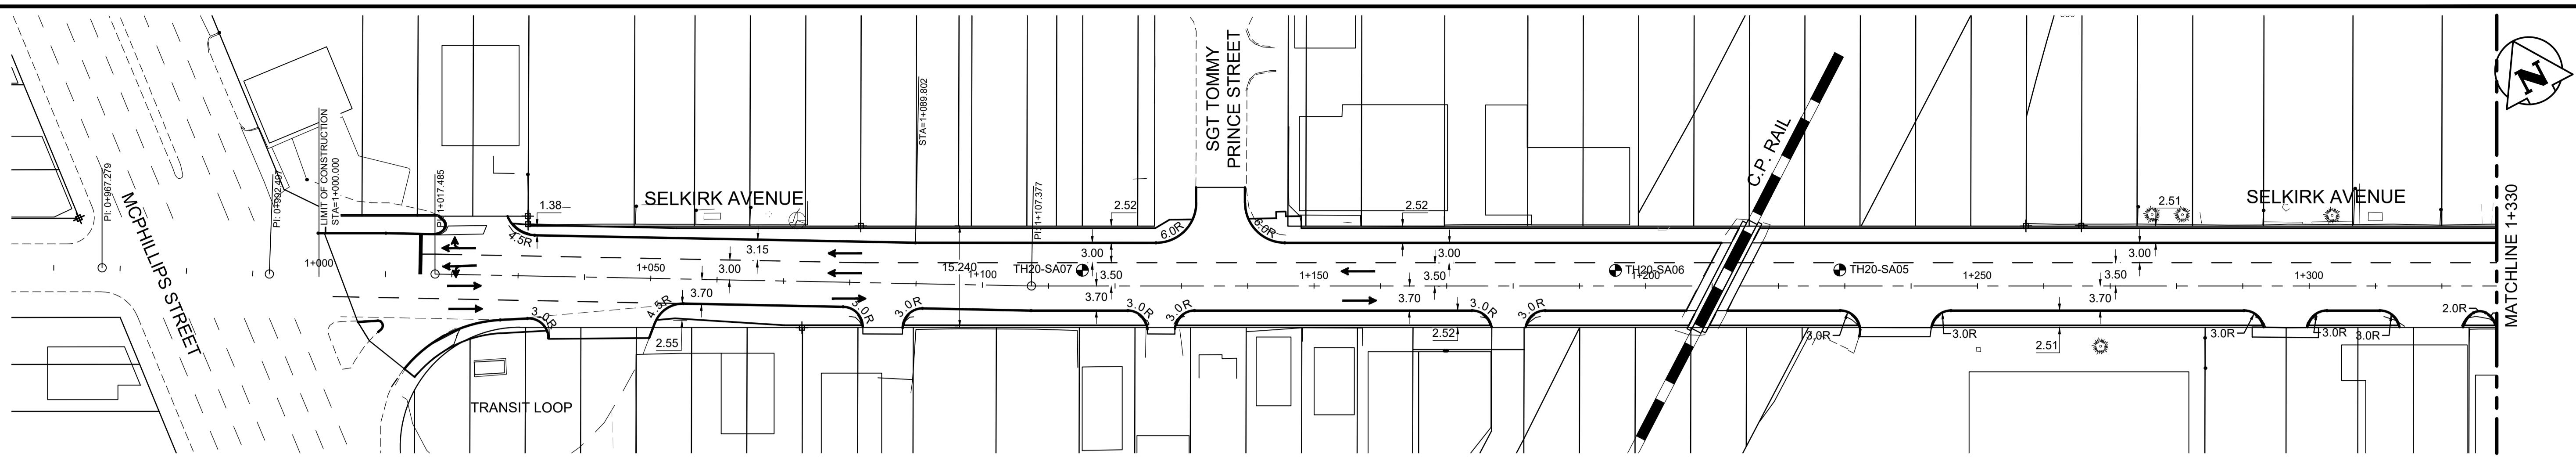 MCPHILLIPS STREET
PI: 0+967.279
PI: 0+992.497
LIMIT OF CONSTRUCTION
STA=1+000.000
1+000
PI: 1+017.485
TRANSIT LOOP
SELKIRK AVENUE
1.38
4.5R
3.0R
4.5R
2.55
1+050
3.00
3.15
3.70
3.0R
3.0R
STA=1+089.802
15.240
1+100
PI: 1+107.377
TH20-SA07
3.00
3.50
3.70
2.52
3.0R
3.0R
6.0R
SGT TOMMY
PRINCE STREET
6.0R
1+150
2.52
3.00
3.50
3.70
2.52
3.0R
3.0R
TH20-SA06
1+200
C.P. RAIL
TH20-SA05
3.0R
3.0R
1+250
2.51
3.50
3.70
3.00
2.51
SELKIRK AVENUE
1+300
3.0R
3.0R
3.0R
2.0R
MATCHLINE 1+330
N